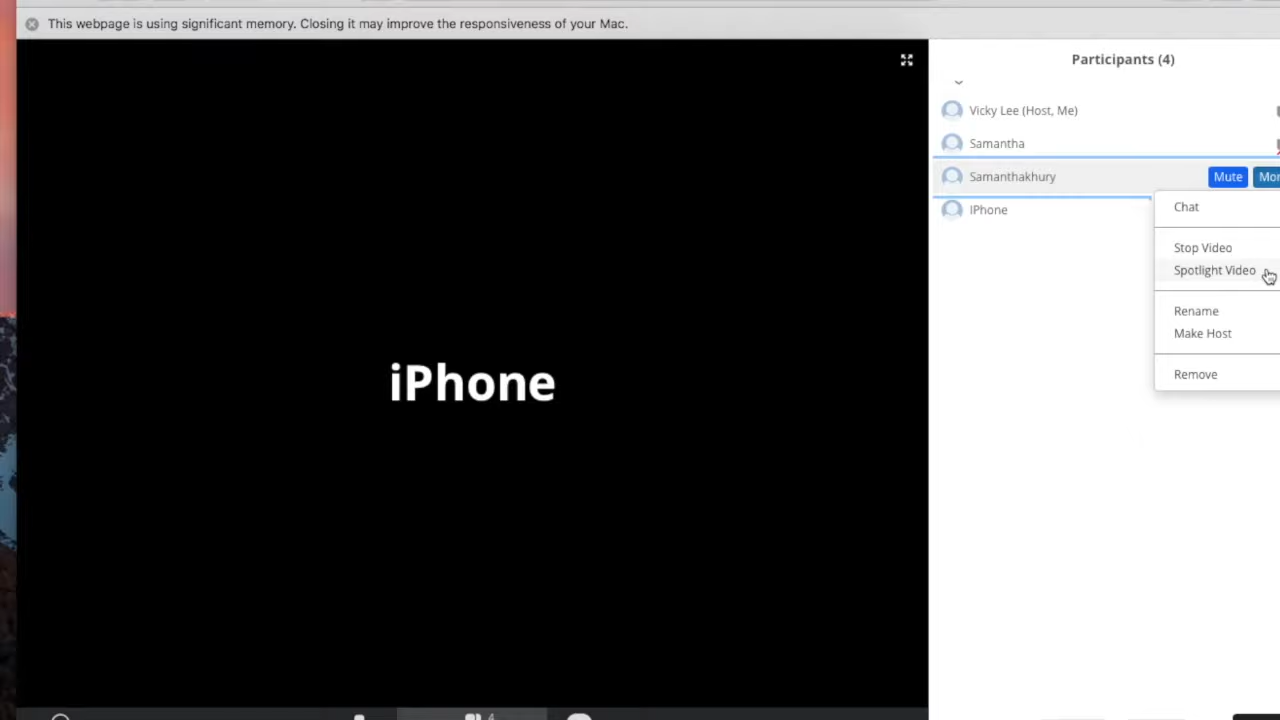 This webpage is using significant memory. Closing it may improve the responsiveness of your Mac.
Participants (4)
Vicky Lee (Host, Me)
Samantha
Samanthakhury
Mute
IPhone
Chat
Stop Video
Spotlight Video
Rename
Make Host
Remove
iPhone
4